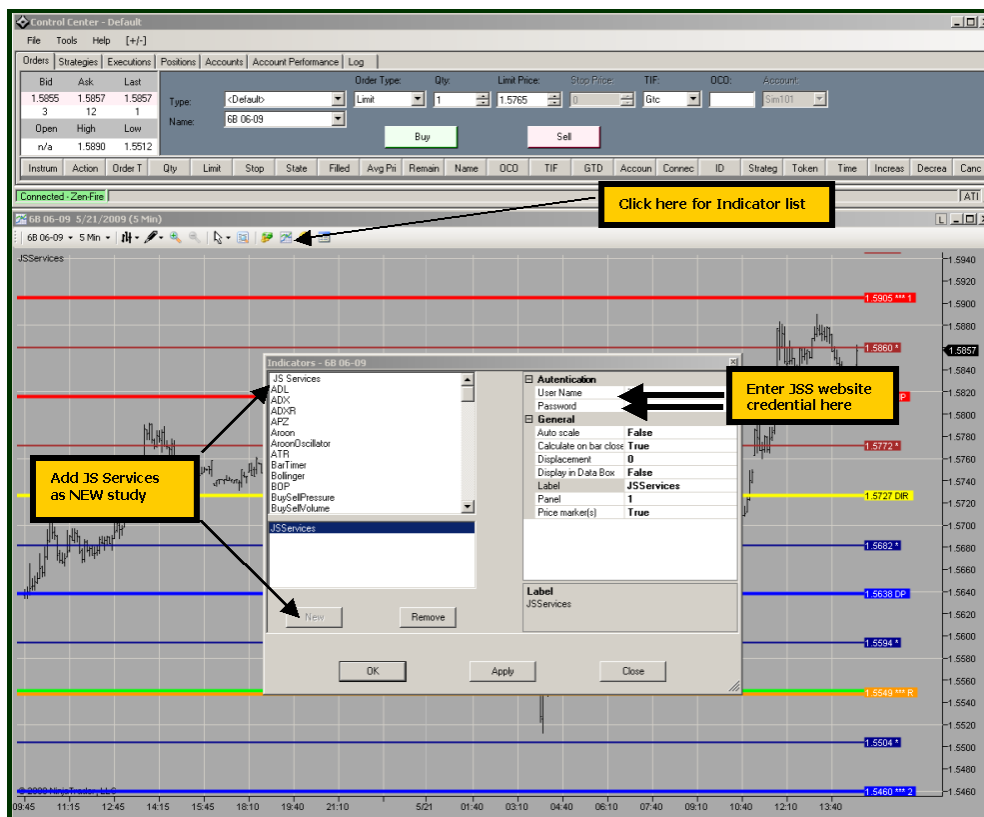 Control Center - Default
File Tools Help [+/-]
Orders Strategies Executions Positions Accounts Account Performance Log
Bid Ask Last
1.5855 1.5857 1.5857
3 12 1
Open High Low
n/a 1.5890 1.5512
Order Type: Qty: Limit Price: Stop Price: TIF: OCO: Account:
Type: <Default> Limit 1 1.5765 0 Gtc Sim101
Name: 6B 06-09
Buy Sell
Instrum Action Order T Qty Limit Stop State Filled Avg Pri Remain Name OCO TIF GTD Accoun Connec ID Strateg Token Time Increas Decrea Canc
Connected - Zen-Fire
ATI
Click here for Indicator list
6B 06-09 5/21/2009 (5 Min)
L
6B 06-09 5 Min
JSServices
1.5940
1.5920
1.5905 *** 1
1.5900
1.5880
1.5860 *
1.5857
1.5840
1.5820
1.5800
1.5780
1.5772 *
1.5760
1.5740
1.5727 DIR
1.5720
1.5700
1.5682 *
1.5680
1.5660
1.5640
1.5638 DP
1.5620
1.5600
1.5594 *
1.5580
1.5560
1.5549 *** R
1.5540
1.5520
1.5504 *
1.5500
1.5480
1.5460 *** 2
1.5460
Indicators - 6B 06-09
JS Services
ADL
ADX
ADXR
APZ
Aroon
AroonOscillator
ATR
BarTimer
Bollinger
BOP
BuySellPressure
BuySellVolume
JSServices
New Remove
Autentication
User Name
Password
General
Auto scale False
Calculate on bar close True
Displacement 0
Display in Data Box False
Label JSServices
Panel 1
Price marker(s) True
Label
JSServices
OK Apply Close
Enter JSS website
credential here
Add JS Services
as NEW study
© 2009 NinjaTrader, LLC
09:45 11:15 12:45 14:15 15:45 18:10 19:40 21:10 5/21 01:40 03:10 04:40 06:10 07:40 09:10 10:40 12:10 13:40